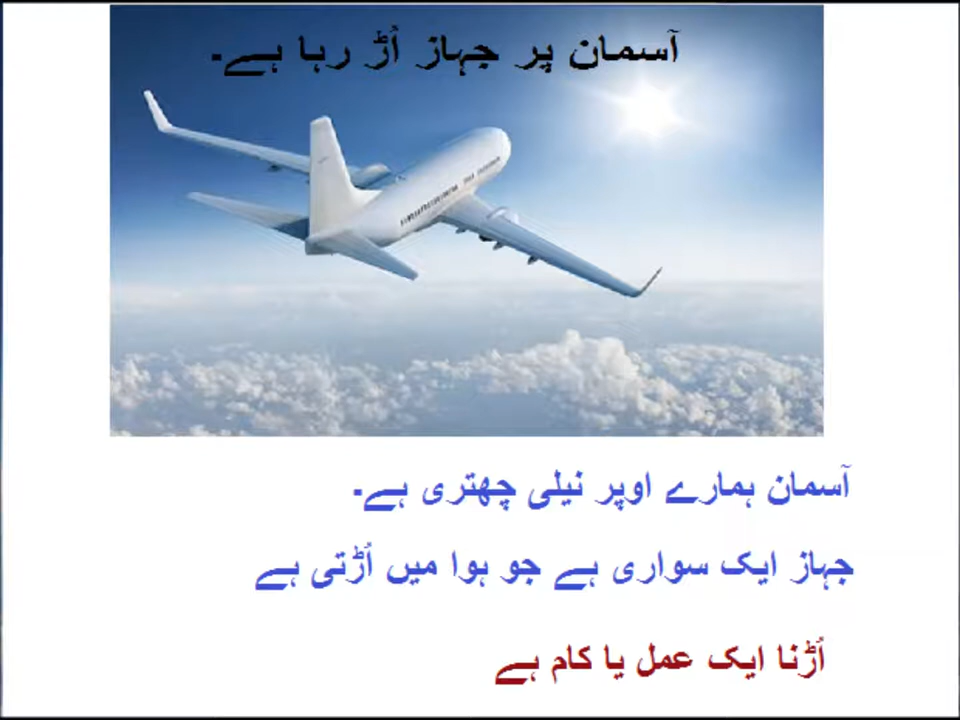 آسمان پر جہاز اُڑ رہا ہے۔
آسمان ہمارے اوپر نیلی چھتری ہے۔
جہاز ایک سواری ہے جو ہوا میں اُڑتی ہے
اُڑنا ایک عمل یا کام ہے